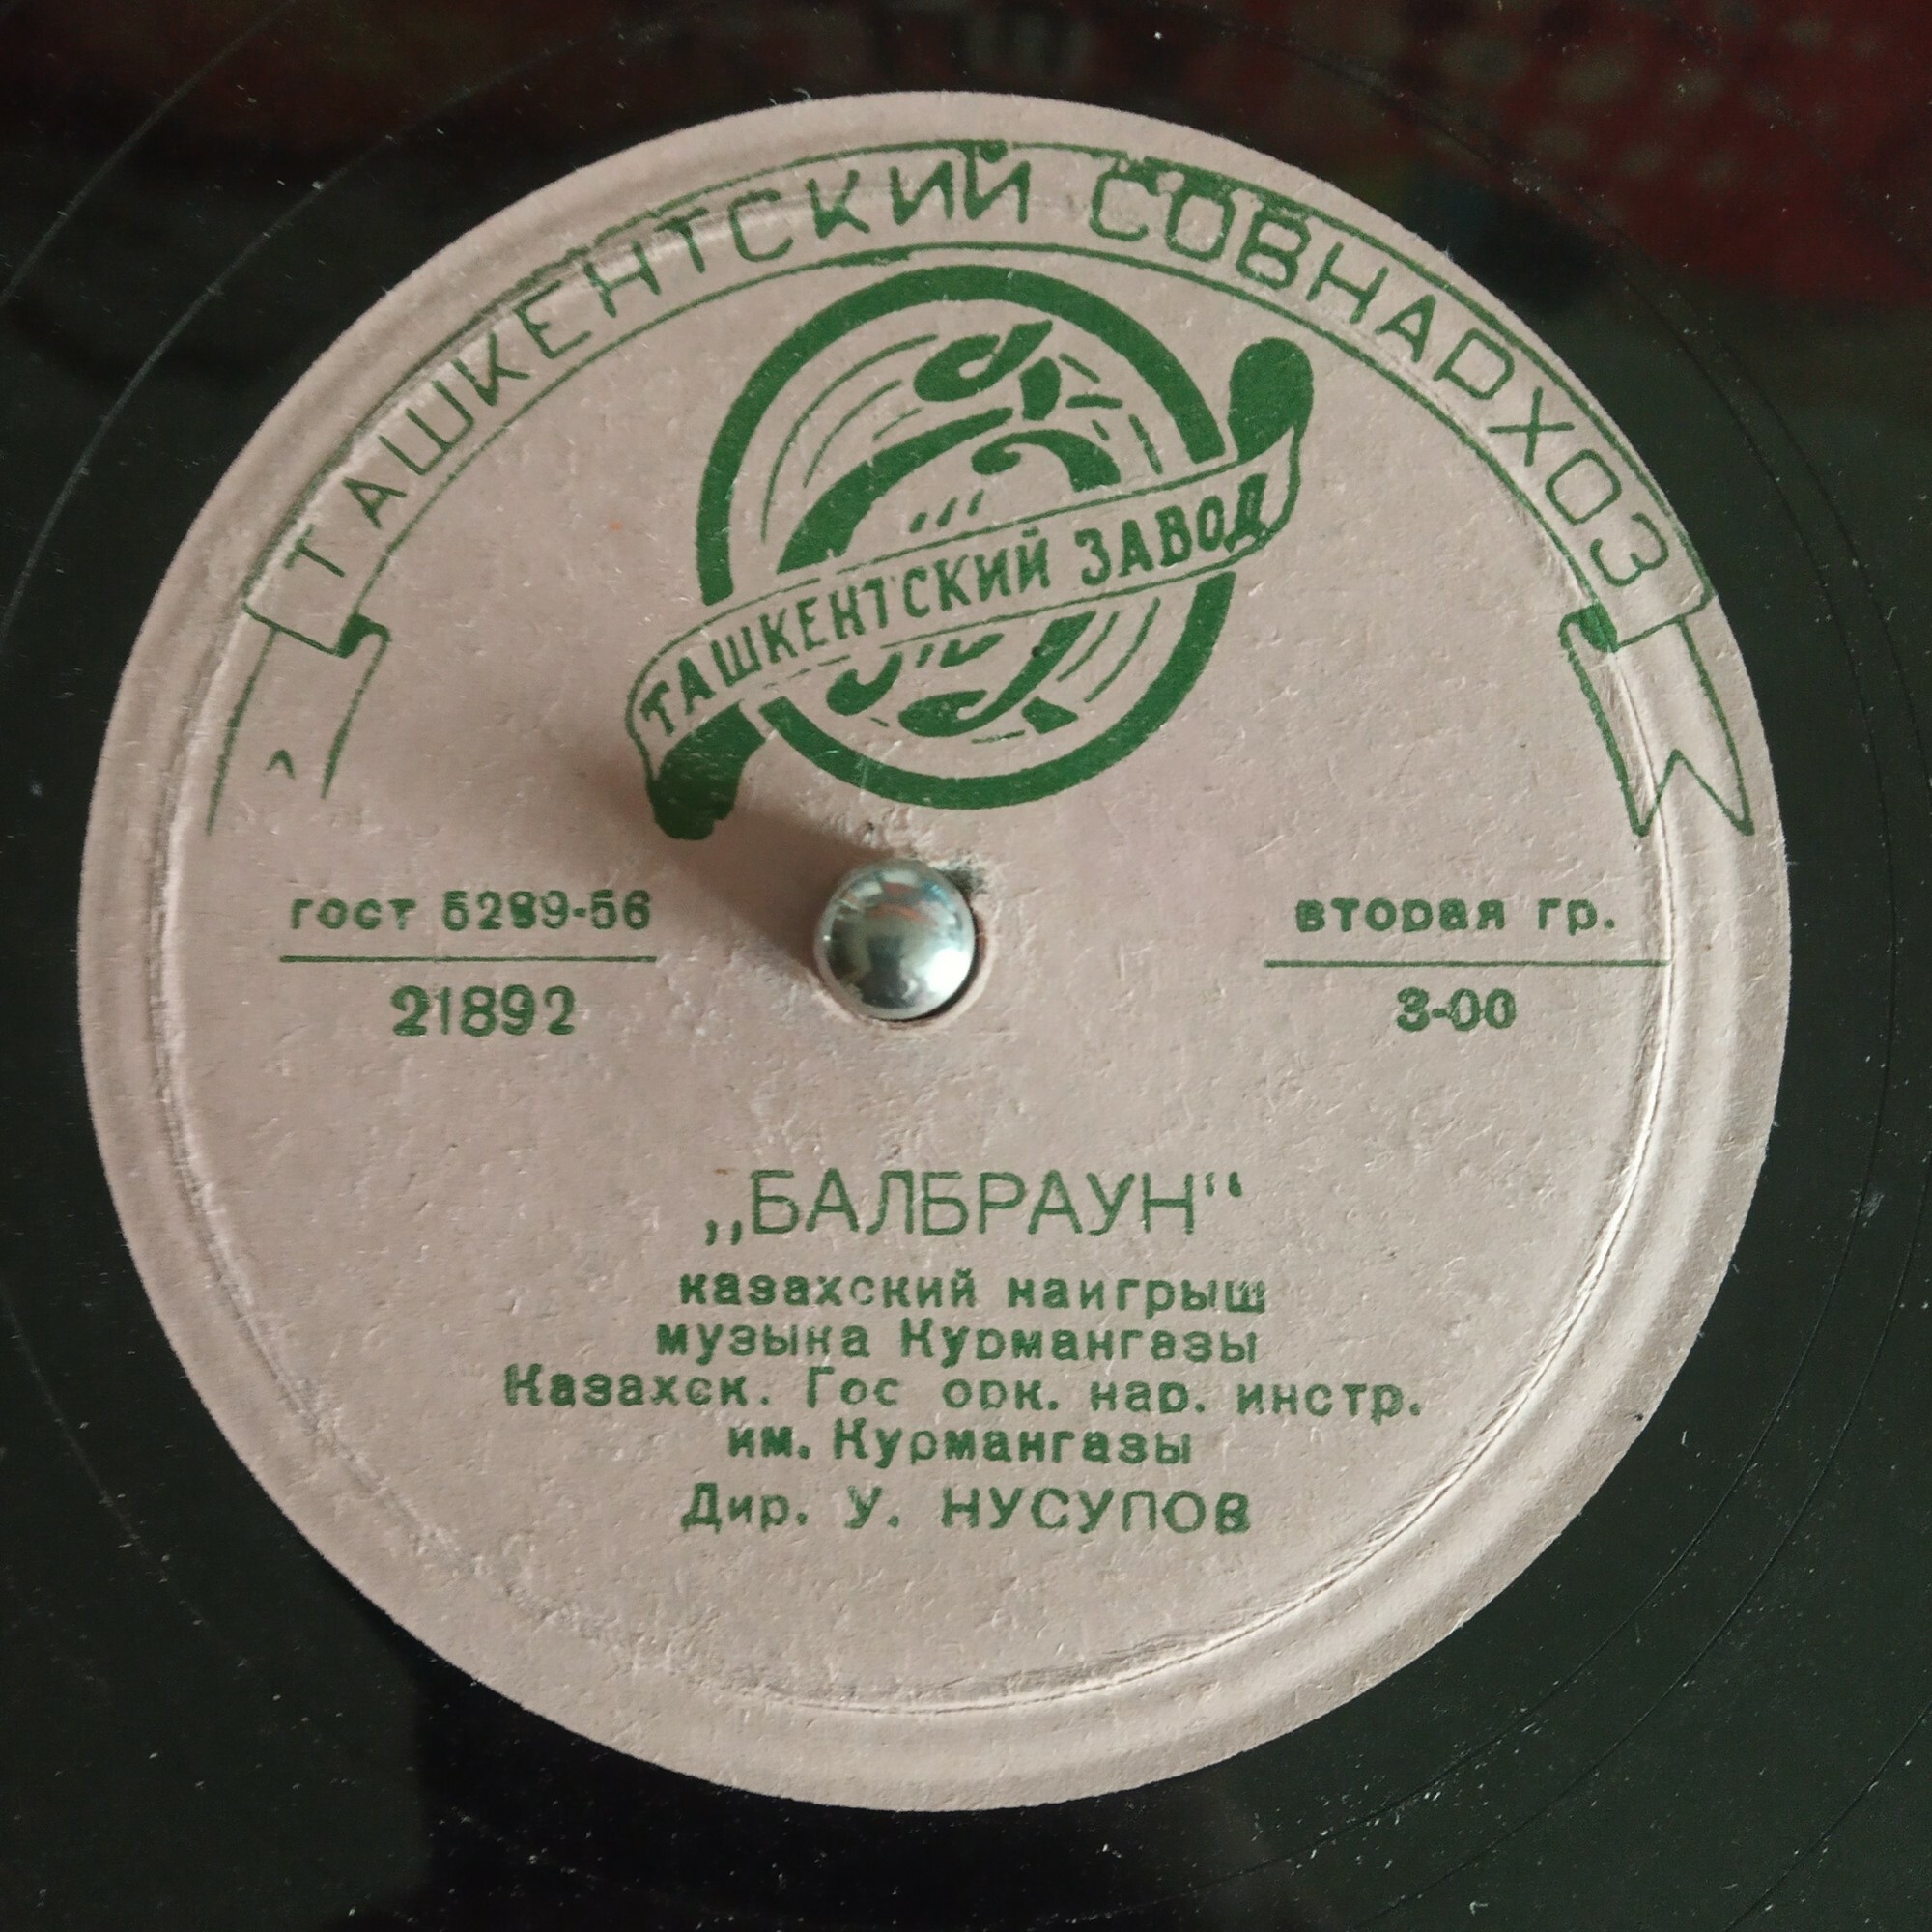 ТАШКЕНТСКИЙ СОВНАРХОЗ
ТАШКЕНТСКИЙ ЗАВОД
гост 5289-56
21892
вторая гр.
3-00
„БАЛБРАУН“
казахский наигрыш
музыка Курмангазы
Казахск. Гос орк. нар. инстр.
им. Курмангазы
Дир. У. НУСУПОВ